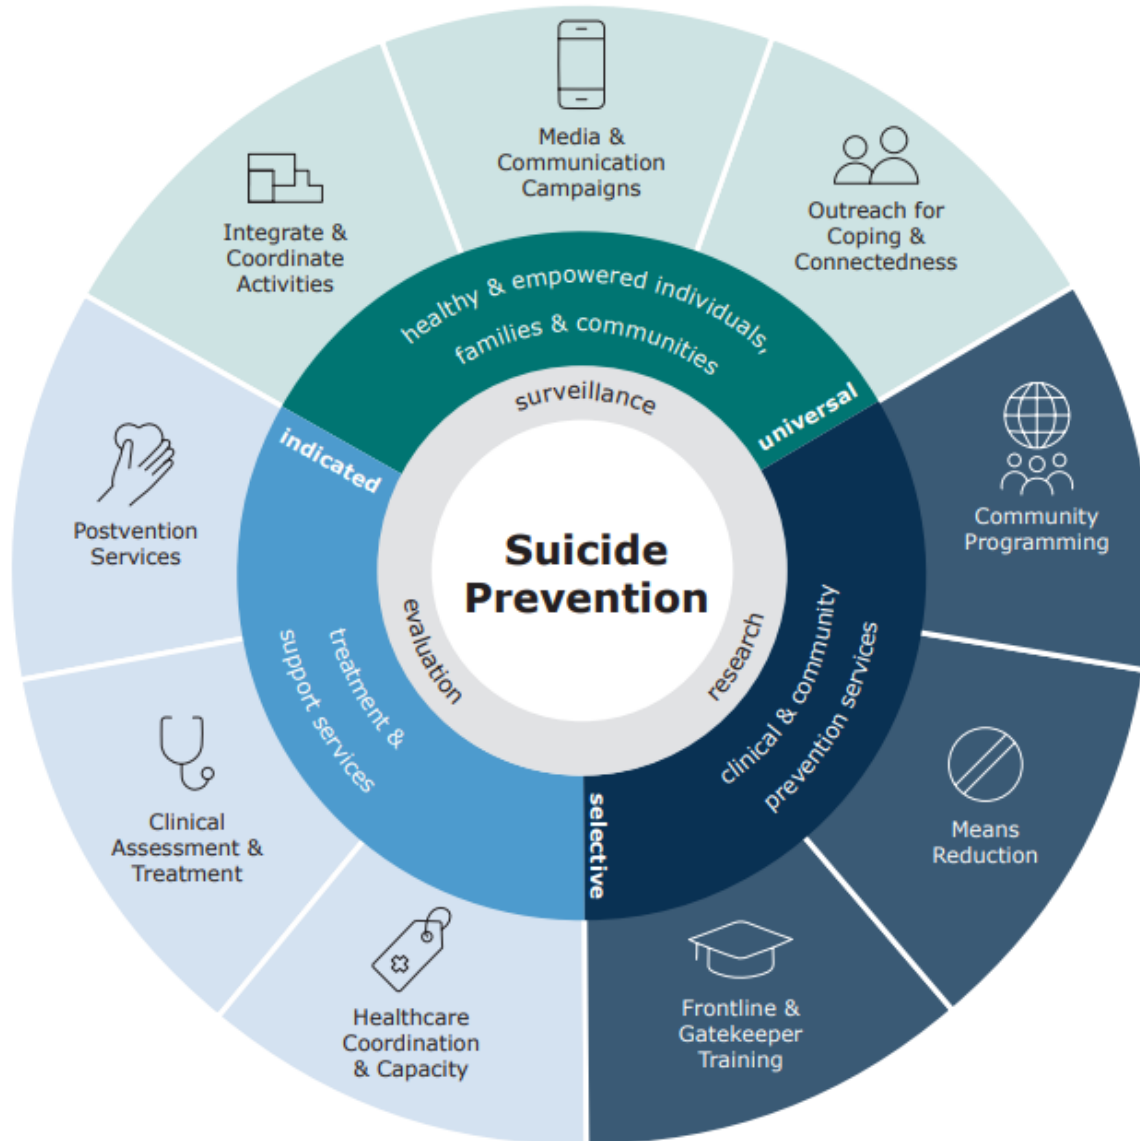 Media &
Communication
Campaigns
Outreach for
Coping &
Connectedness
Community
Programming
Means
Reduction
Frontline &
Gatekeeper
Training
Healthcare
Coordination
& Capacity
Clinical
Assessment &
Treatment
Postvention
Services
Integrate &
Coordinate
Activities
healthy & empowered individuals,
families & communities
universal
clinical & community
prevention services
selective
treatment &
support services
indicated
surveillance
research
evaluation
Suicide
Prevention